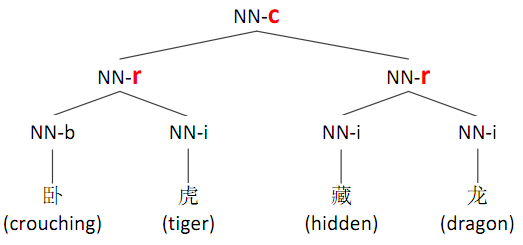 NN-c
NN-r NN-r
NN-b NN-i NN-i NN-i
卧 虎 藏 龙
(crouching) (tiger) (hidden) (dragon)